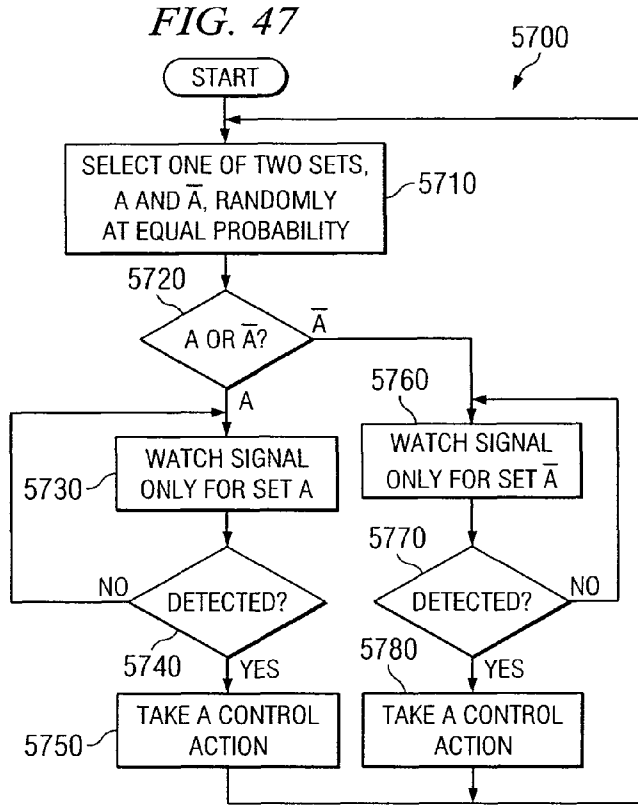 FIG. 47
5700
START
SELECT ONE OF TWO SETS,
A AND A̅, RANDOMLY
AT EQUAL PROBABILITY
5710
5720
A OR A̅?
A̅
A
5760
WATCH SIGNAL
ONLY FOR SET A
5730
WATCH SIGNAL
ONLY FOR SET A̅
5770
NO
DETECTED?
DETECTED?
NO
5740
YES
5780
YES
TAKE A CONTROL
ACTION
5750
TAKE A CONTROL
ACTION